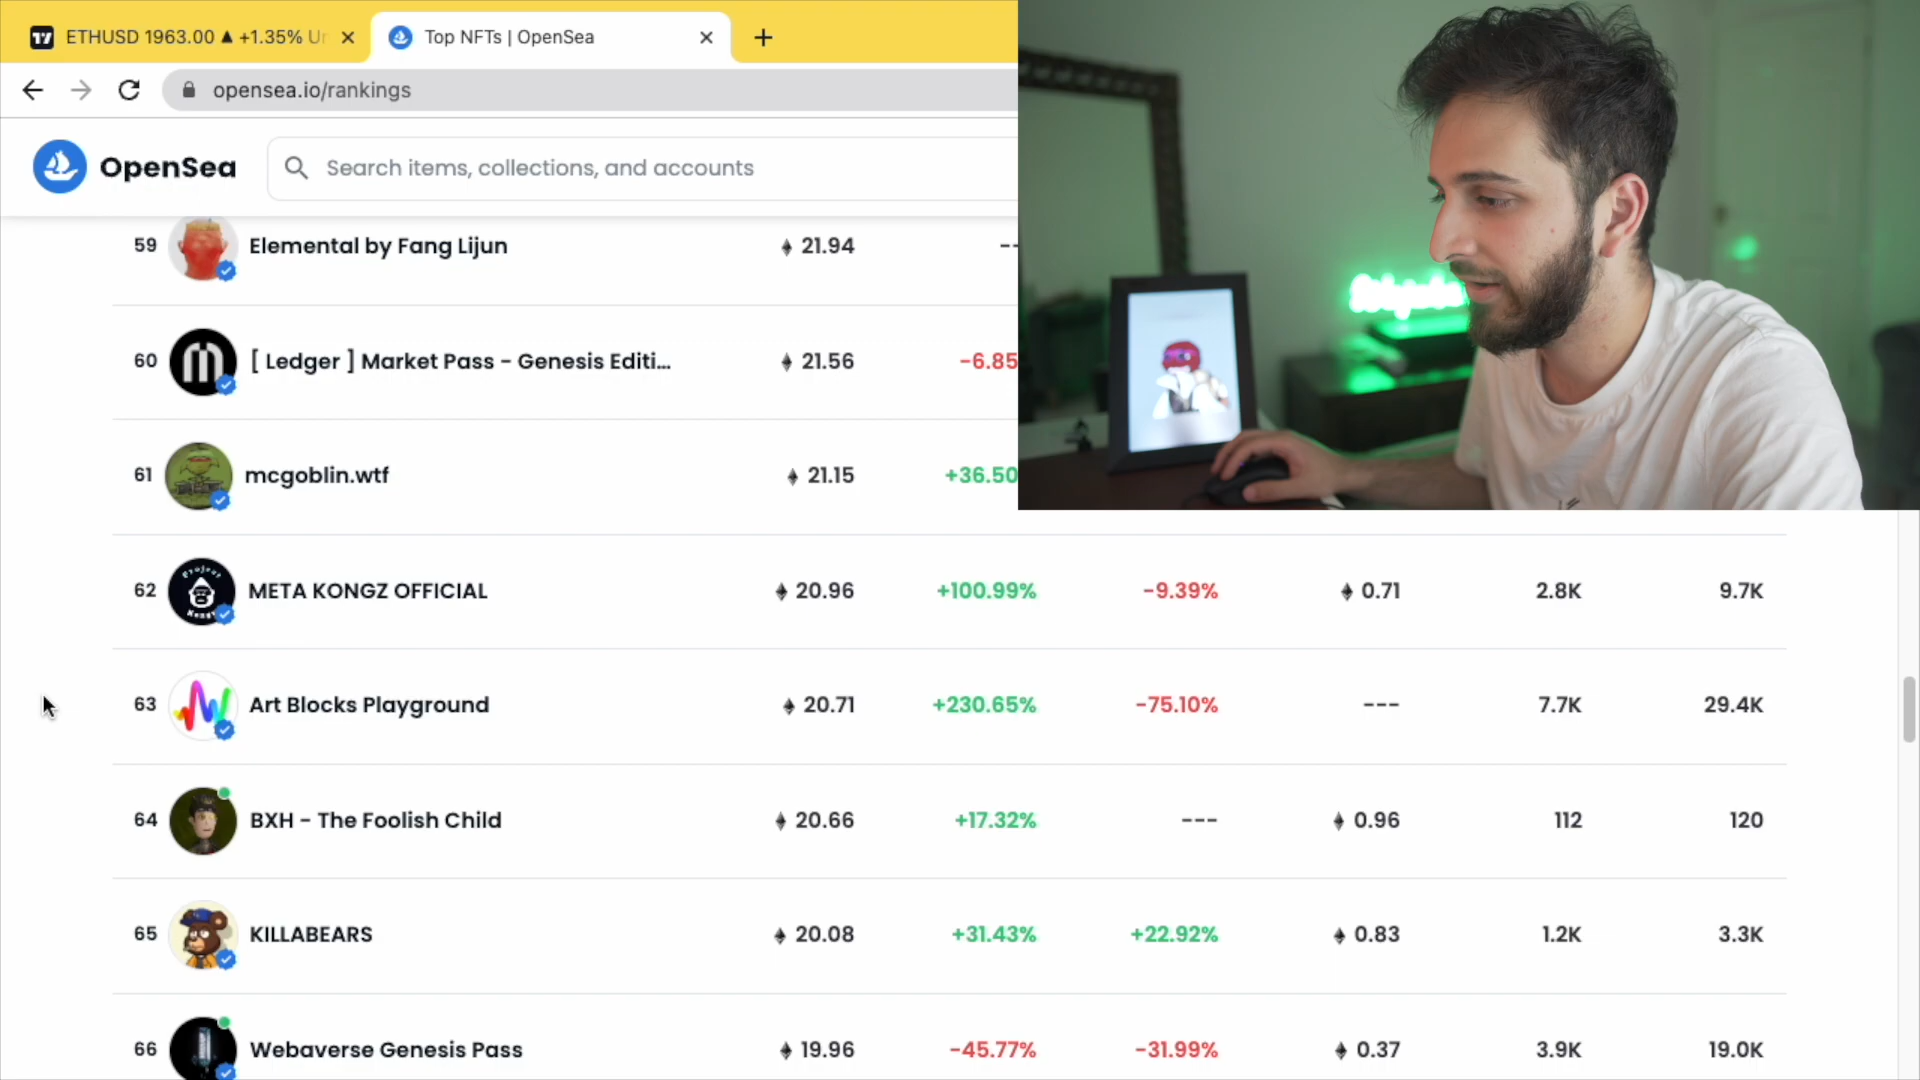 ETHUSD 1963.00 ▲ +1.35% Ur
Top NFTs | OpenSea
opensea.io/rankings
OpenSea
Search items, collections, and accounts
59 Elemental by Fang Lijun 21.94 --
60 [ Ledger ] Market Pass - Genesis Editi... 21.56 -6.85
61 mcgoblin.wtf 21.15 +36.50
62 META KONGZ OFFICIAL 20.96 +100.99% -9.39% 0.71 2.8K 9.7K
63 Art Blocks Playground 20.71 +230.65% -75.10% --- 7.7K 29.4K
64 BXH - The Foolish Child 20.66 +17.32% --- 0.96 112 120
65 KILLABEARS 20.08 +31.43% +22.92% 0.83 1.2K 3.3K
66 Webaverse Genesis Pass 19.96 -45.77% -31.99% 0.37 3.9K 19.0K